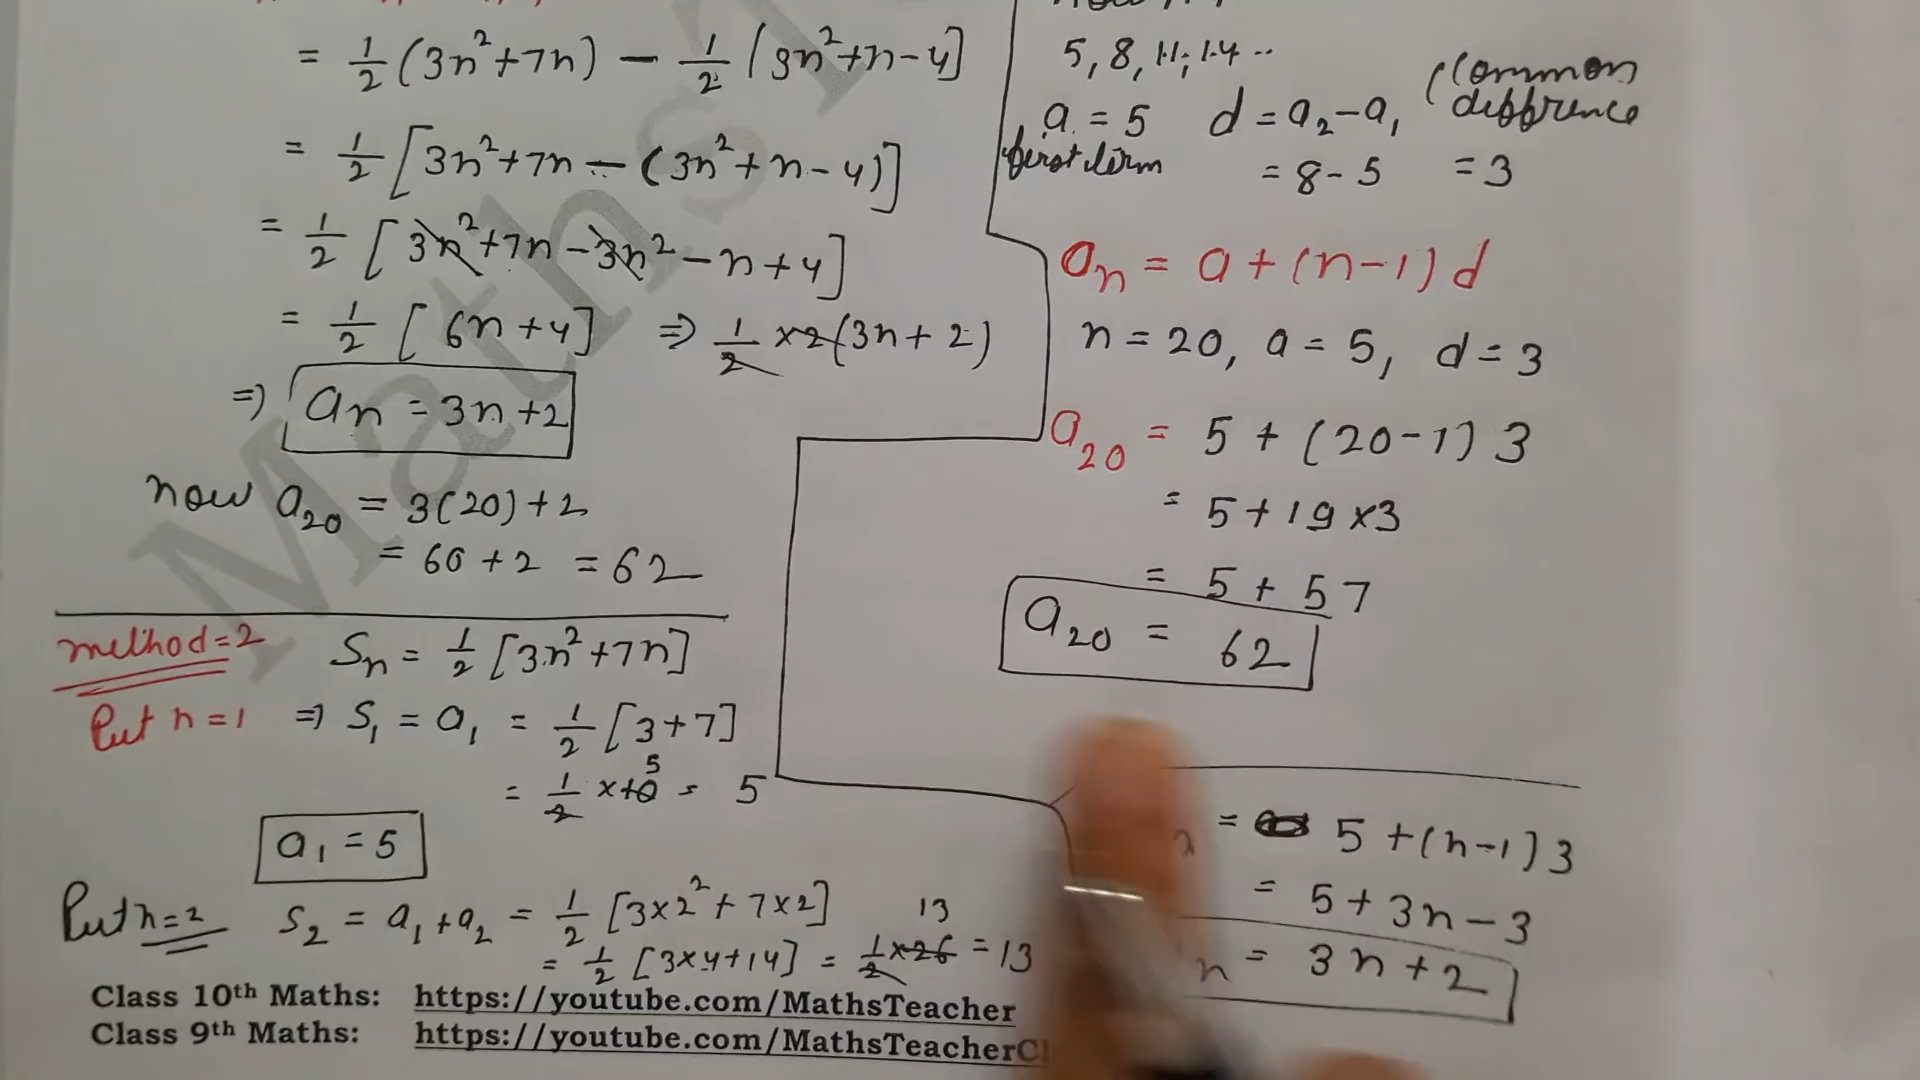 = 1/2 (3n²+7n) − 1/2 (3n²+n−4]
= 1/2 [3n²+7n − (3n²+n−4)]
= 1/2 [3n²+7n−3n²−n+4]
= 1/2 [6n+4] ⇒ 1/2 ×2(3n+2)
⇒ an = 3n+2
now a20 = 3(20)+2
= 60+2 = 62
method=2 Sn = 1/2 [3n²+7n]
Put n=1 ⇒ S1 = a1 = 1/2 [3+7]
5
= 1/2 ×10 = 5
a1 = 5
Put n=2 S2 = a1+a2 = 1/2 [3×2²+7×2] 13
= 1/2 [3×4+14] = 1/2×26 = 13
5, 8, 11, 14 ..
a = 5 d = a2−a1 (Common diffrence
first term = 8−5 = 3
an = a+(n−1)d
n = 20, a = 5, d = 3
a20 = 5+(20−1)3
= 5+19×3
= 5+57
a20 = 62
= 5+(n−1)3
= 5+3n−3
n = 3n+2
Maths
Class 10th Maths: https://youtube.com/MathsTeacher
Class 9th Maths: https://youtube.com/MathsTeacherCl